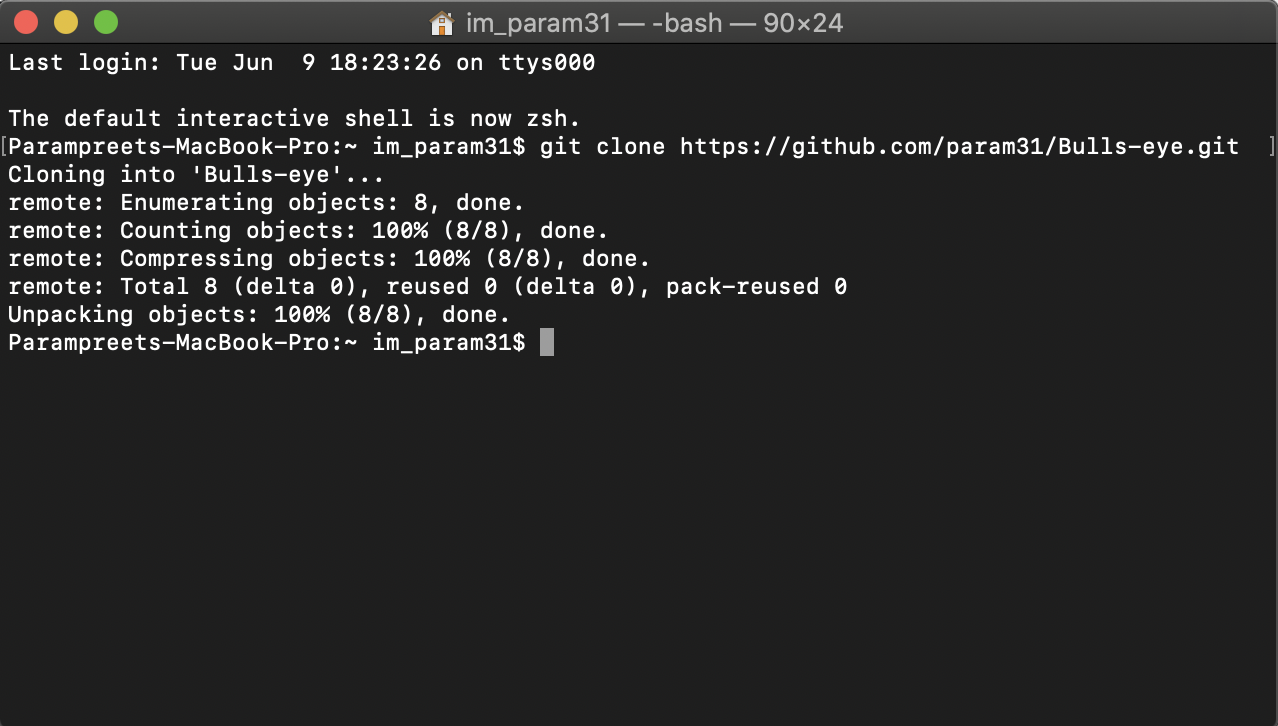 im_param31 — -bash — 90×24
Last login: Tue Jun  9 18:23:26 on ttys000
The default interactive shell is now zsh.
[Parampreets-MacBook-Pro:~ im_param31$ git clone https://github.com/param31/Bulls-eye.git  ]
Cloning into 'Bulls-eye'...
remote: Enumerating objects: 8, done.
remote: Counting objects: 100% (8/8), done.
remote: Compressing objects: 100% (8/8), done.
remote: Total 8 (delta 0), reused 0 (delta 0), pack-reused 0
Unpacking objects: 100% (8/8), done.
Parampreets-MacBook-Pro:~ im_param31$